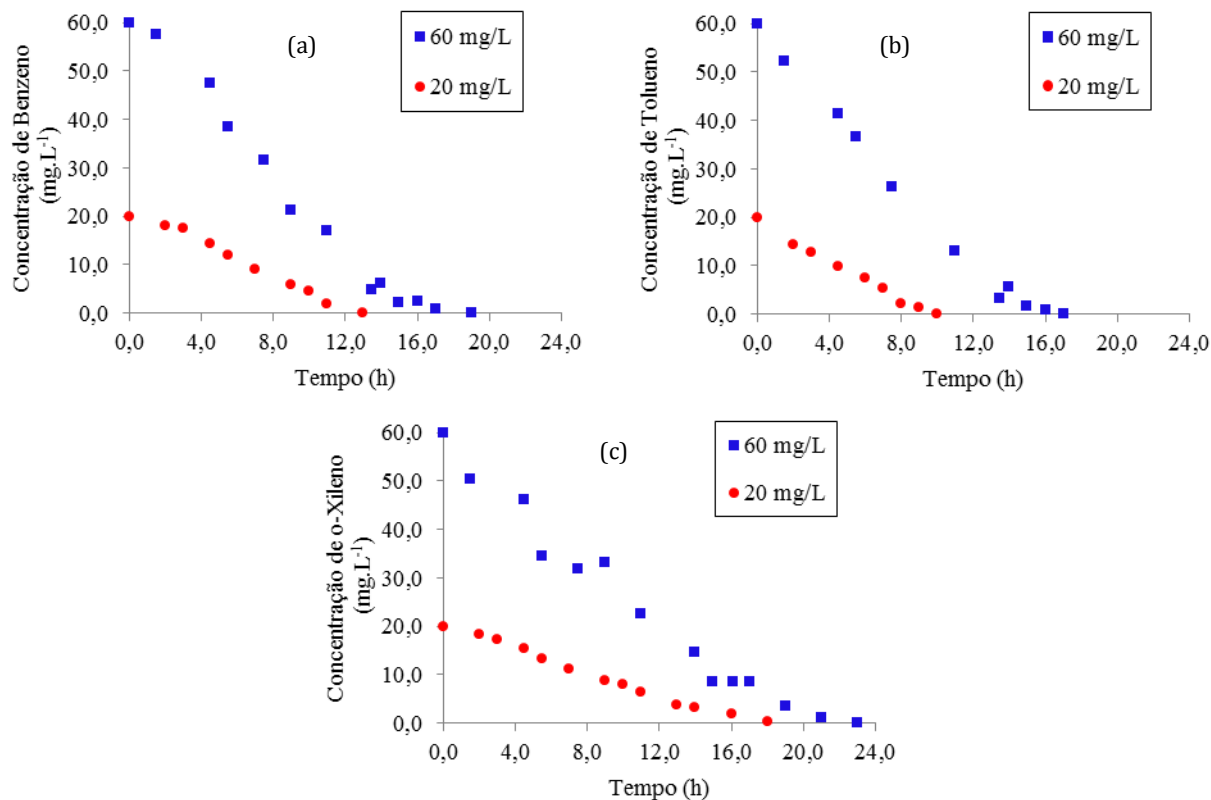 Concentração de Benzeno
(mg.L-1)
60,0
50,0
40,0
30,0
20,0
10,0
0,0
(a)
60 mg/L
20 mg/L
0,0 4,0 8,0 12,0 16,0 20,0 24,0
Tempo (h)
Concentração de Tolueno
(mg.L-1)
60,0
50,0
40,0
30,0
20,0
10,0
0,0
(b)
60 mg/L
20 mg/L
0,0 4,0 8,0 12,0 16,0 20,0 24,0
Tempo (h)
Concentração de o-Xileno
(mg.L-1)
60,0
50,0
40,0
30,0
20,0
10,0
0,0
(c)
60 mg/L
20 mg/L
0,0 4,0 8,0 12,0 16,0 20,0 24,0
Tempo (h)